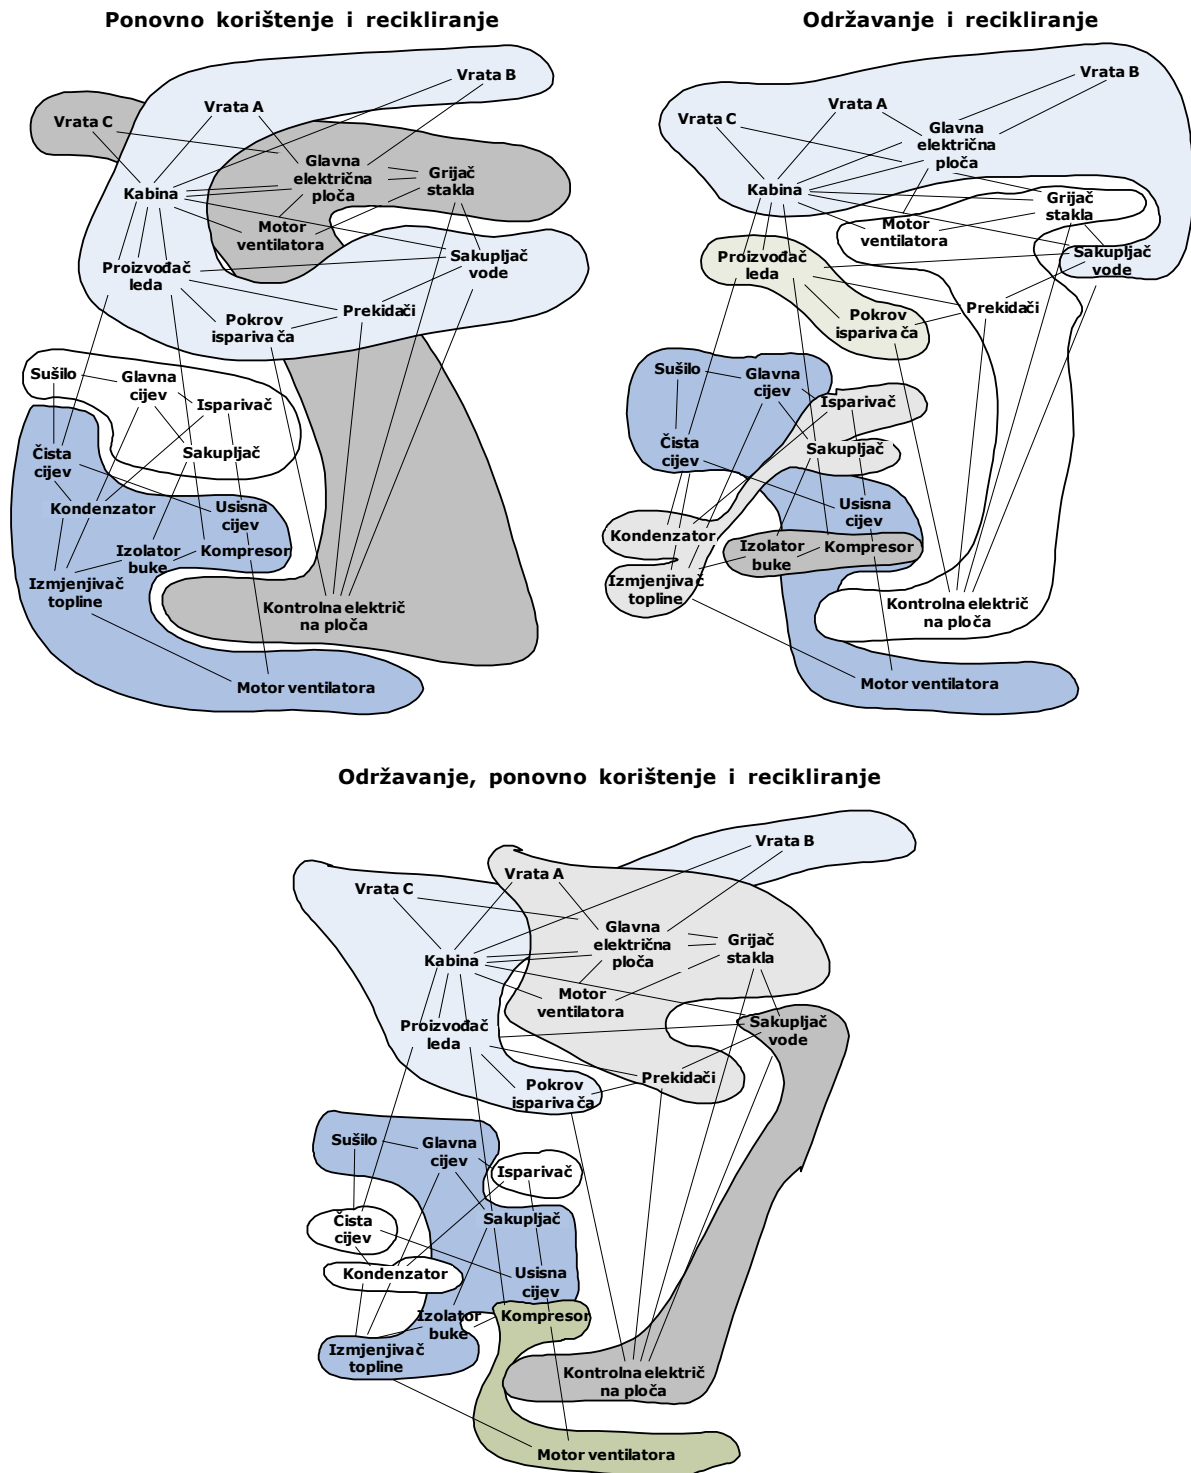 Ponovno korištenje i recikliranje
Vrata B
Vrata A
Vrata C
Glavna
električna
ploča
Grijač
stakla
Kabina
Motor
ventilatora
Sakupljač
vode
Proizvođač
leda
Prekidači
Pokrov
isparivača
Sušilo
Glavna
cijev
Isparivač
Čista
cijev
Sakupljač
Kondenzator
Usisna
cijev
Izolator
buke
Kompresor
Izmjenjivač
topline
Kontrolna električ
na ploča
Motor ventilatora
Održavanje i recikliranje
Vrata B
Vrata A
Vrata C
Glavna
električna
ploča
Kabina
Grijač
stakla
Motor
ventilatora
Sakupljač
vode
Proizvođač
leda
Prekidači
Pokrov
isparivača
Sušilo
Glavna
cijev
Isparivač
Čista
cijev
Sakupljač
Usisna
cijev
Kondenzator
Izolator
buke
Kompresor
Izmjenjivač
topline
Kontrolna električ
na ploča
Motor ventilatora
Održavanje, ponovno korištenje i recikliranje
Vrata B
Vrata A
Vrata C
Glavna
električna
ploča
Grijač
stakla
Kabina
Motor
ventilatora
Sakupljač
vode
Proizvođač
leda
Prekidači
Pokrov
isparivača
Sušilo
Glavna
cijev
Isparivač
Čista
cijev
Sakupljač
Kondenzator
Usisna
cijev
Izolator
buke
Kompresor
Izmjenjivač
topline
Kontrolna električ
na ploča
Motor ventilatora